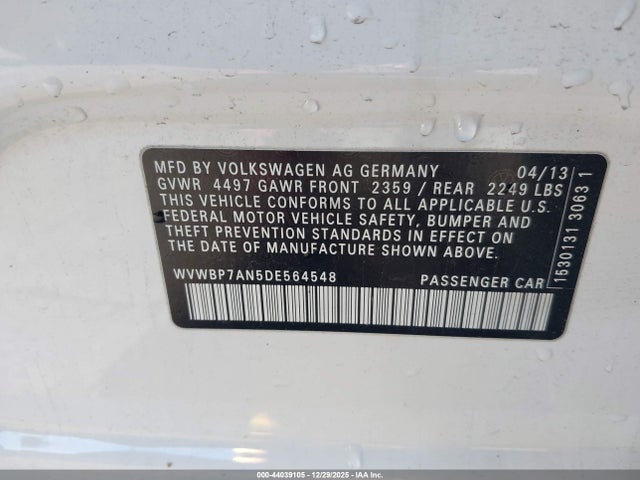 MFD BY VOLKSWAGEN AG GERMANY 04/13
GVWR 4497 GAWR FRONT 2359 / REAR 2249 LBS
THIS VEHICLE CONFORMS TO ALL APPLICABLE U.S.
FEDERAL MOTOR VEHICLE SAFETY, BUMPER AND
THEFT PREVENTION STANDARDS IN EFFECT ON
THE DATE OF MANUFACTURE SHOWN ABOVE.
WVWBP7AN5DE564548 PASSENGER CAR
1530131 3063 1
000-44039105 - 12/29/2025 - IAA Inc.